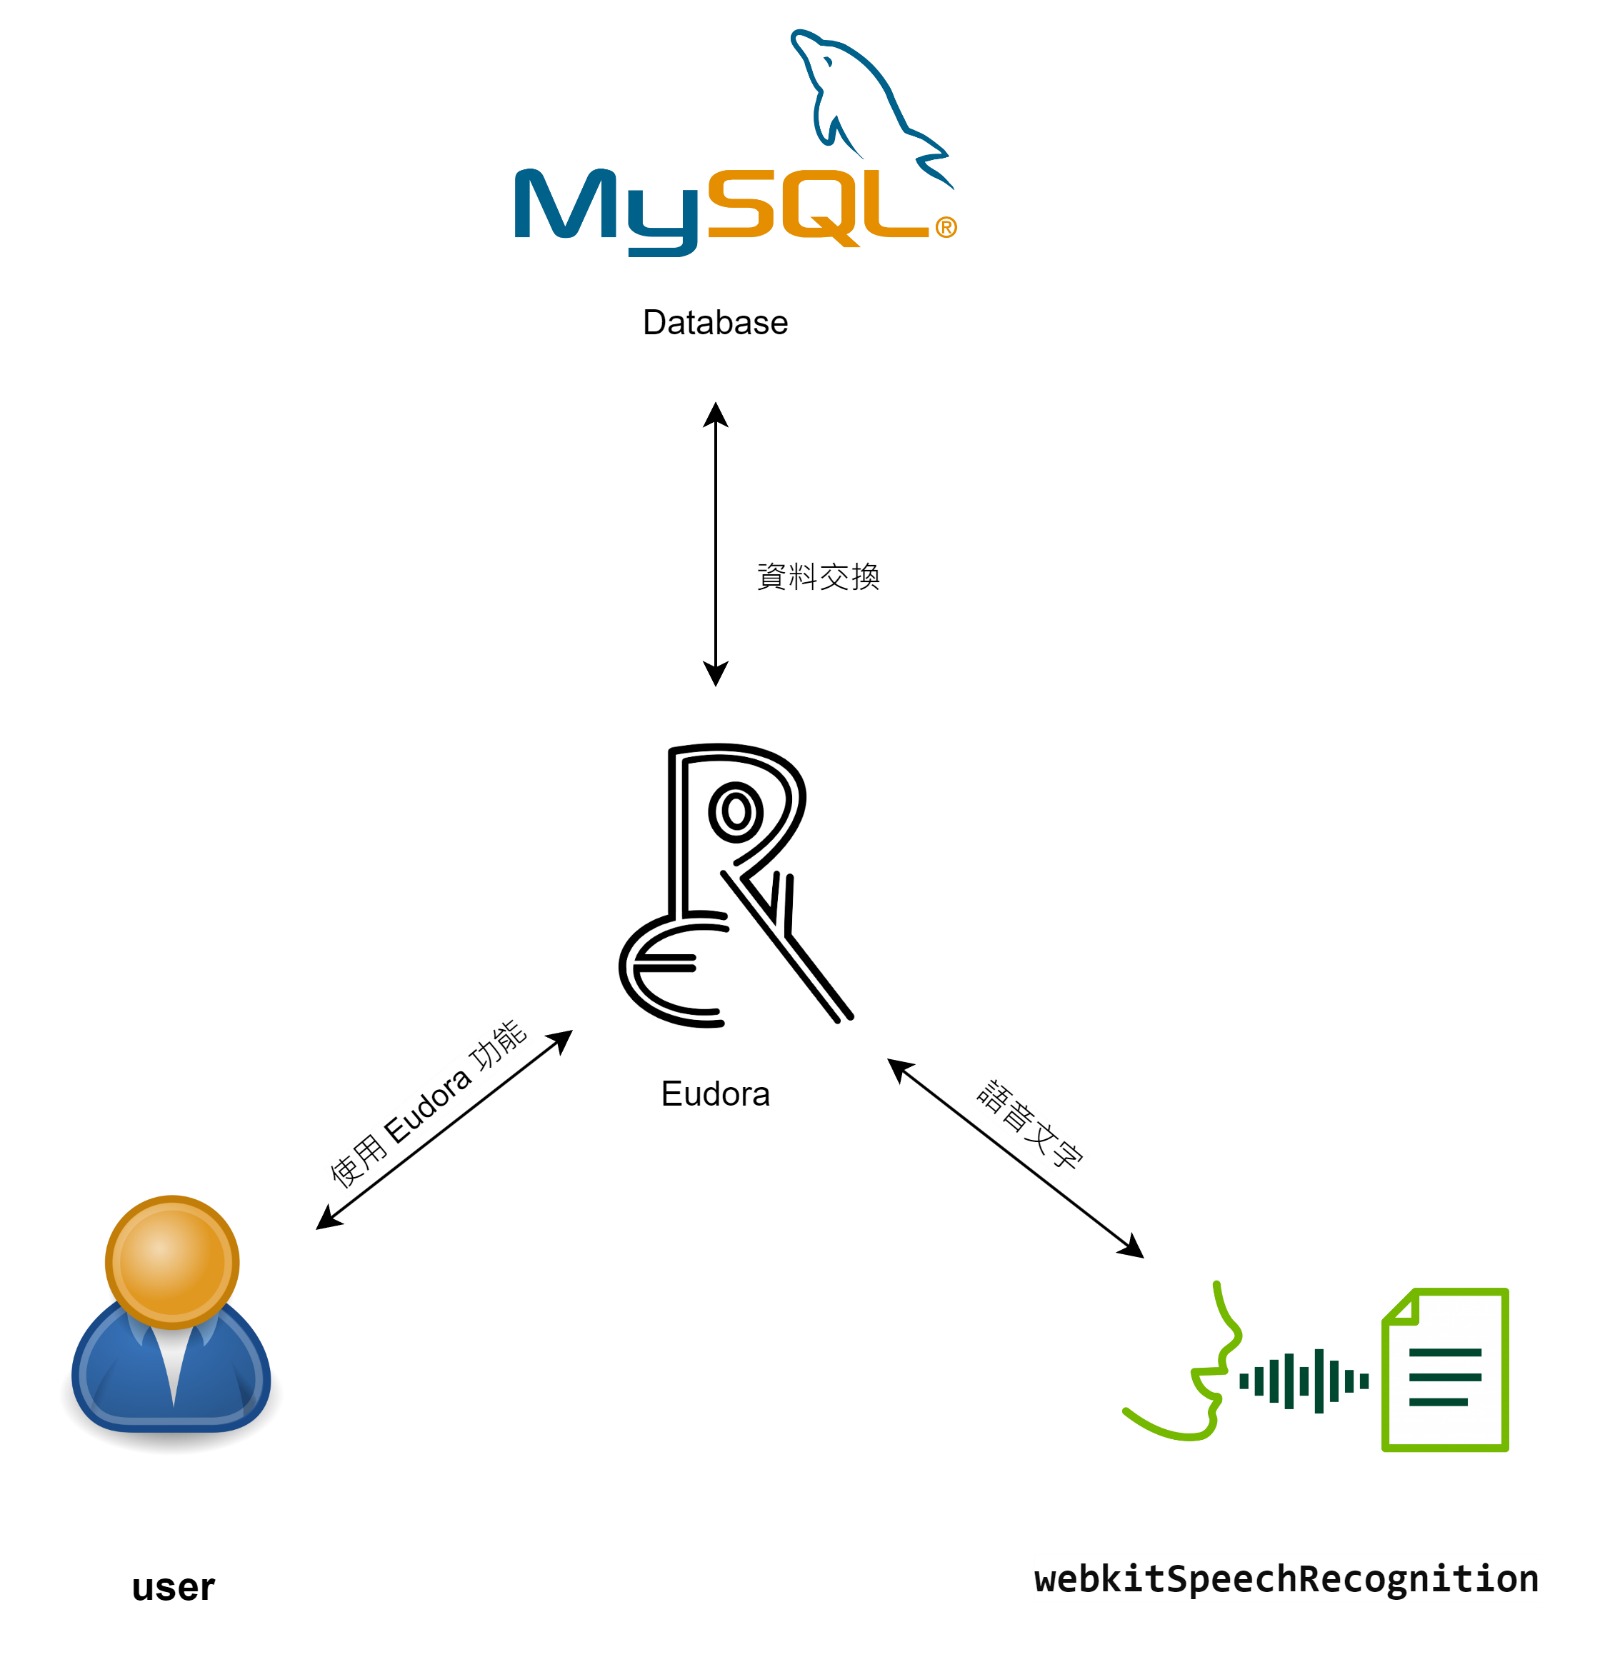 MySQL®
Database
資料交換
Eudora
使用 Eudora 功能
語音文字
user
webkitSpeechRecognition